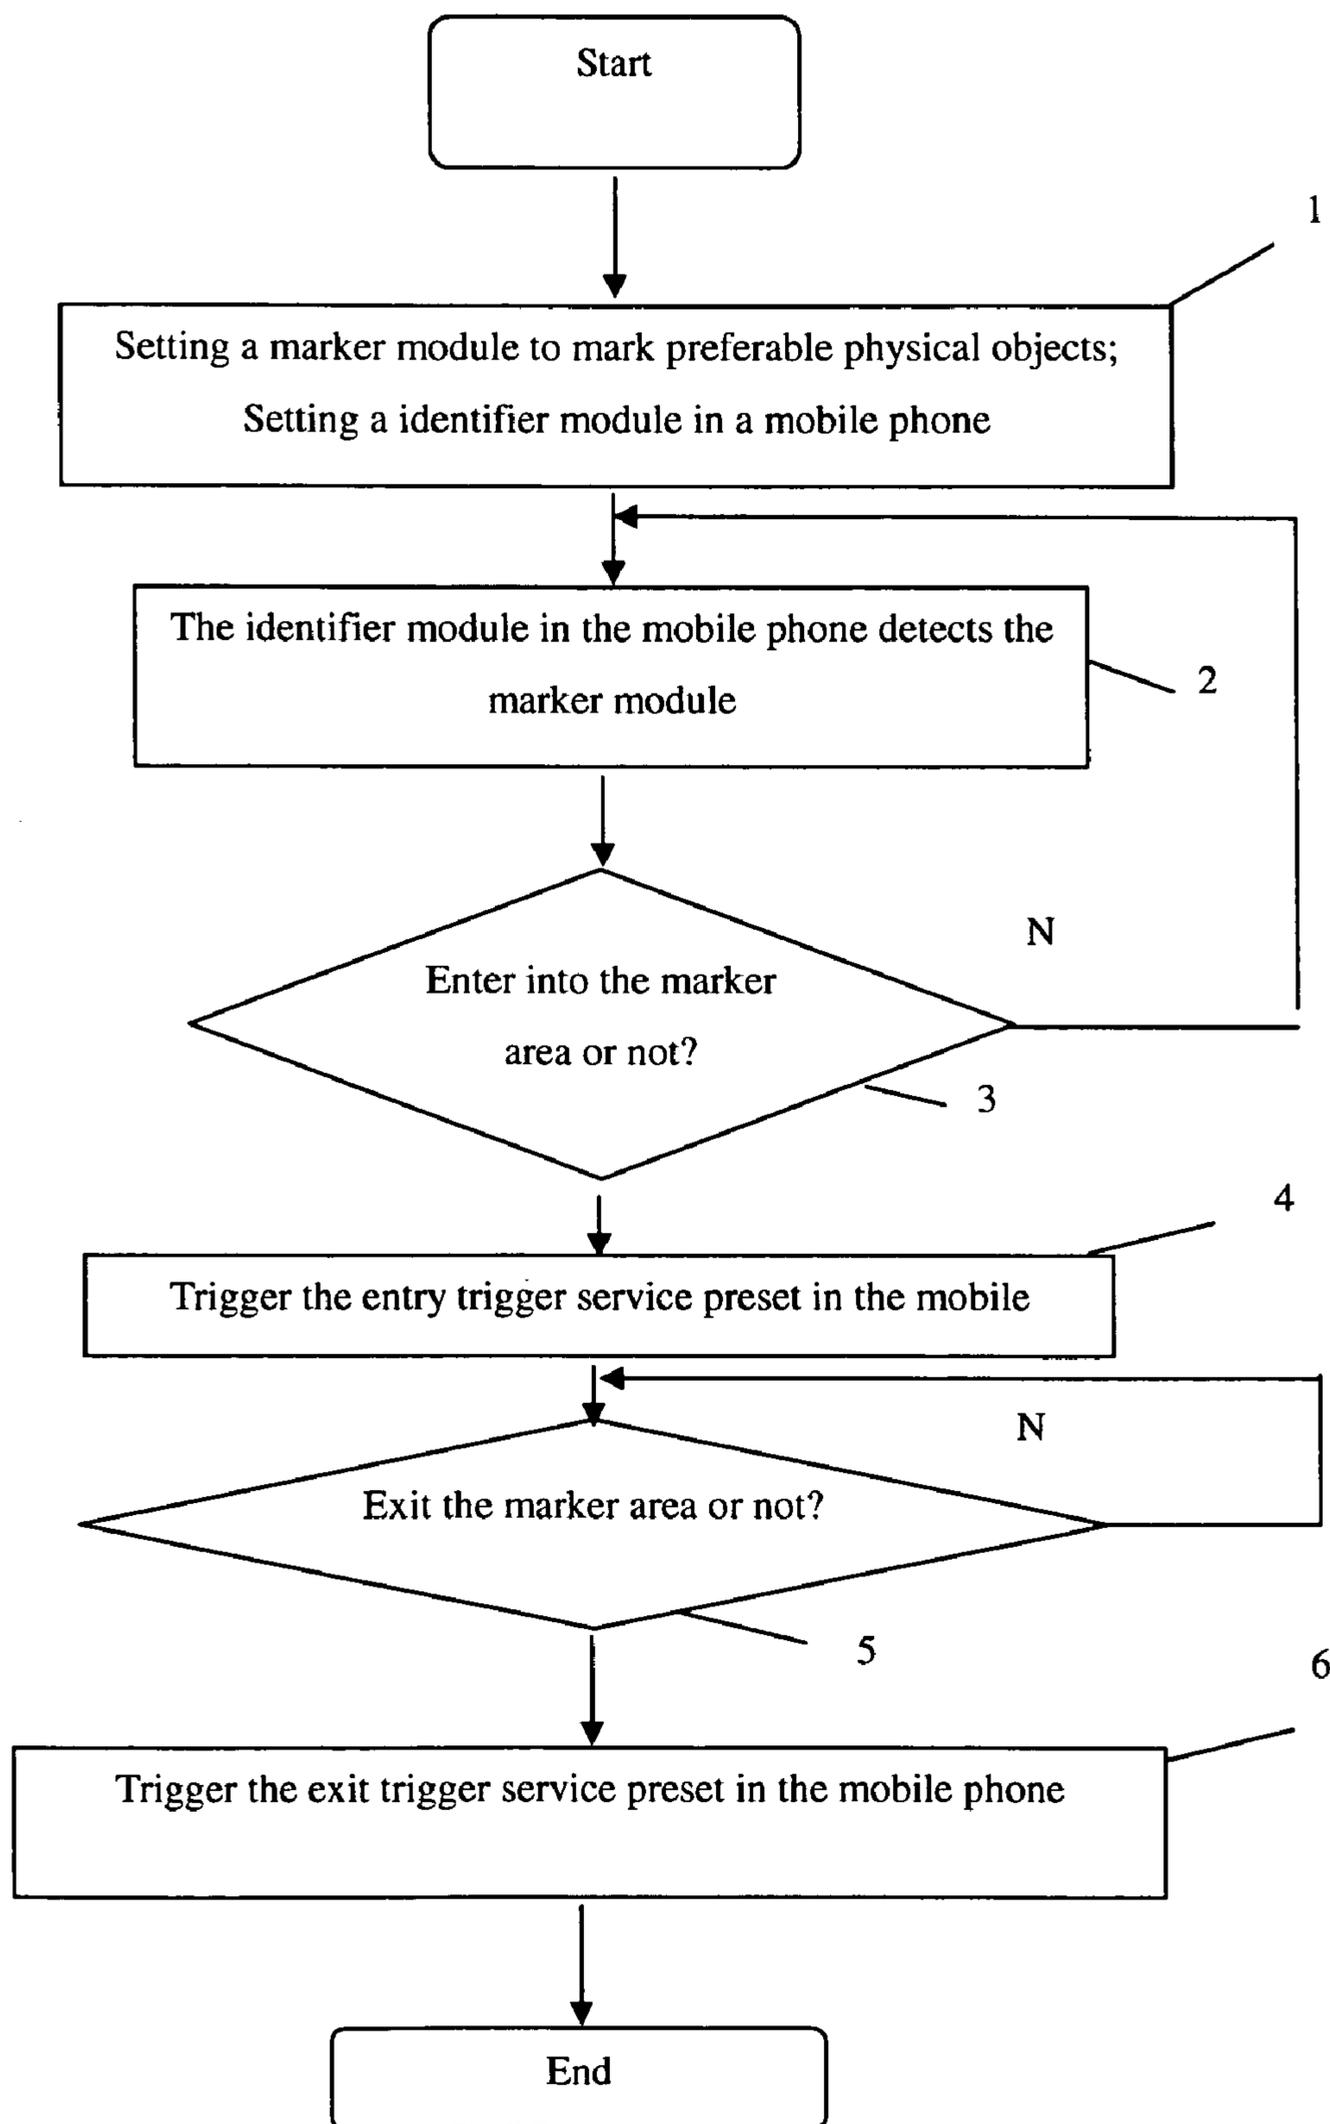 Start
1
Setting a marker module to mark preferable physical objects;
Setting a identifier module in a mobile phone
The identifier module in the mobile phone detects the
marker module
2
N
Enter into the marker
area or not?
3
4
Trigger the entry trigger service preset in the mobile
N
Exit the marker area or not?
5
6
Trigger the exit trigger service preset in the mobile phone
End